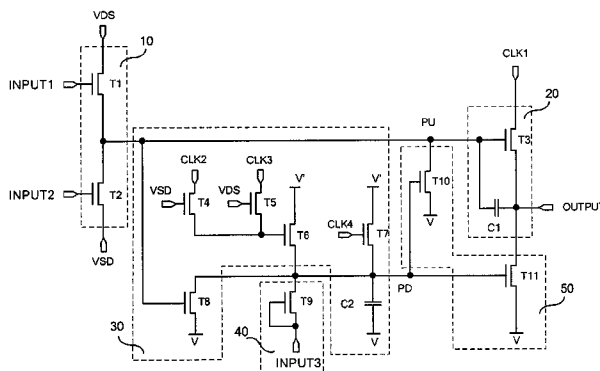 VDS
10
CLK1
INPUT1
T1
20
PU
T3
CLK2
CLK3
V'
V'
INPUT2
T2
VSD
T4
VDS
T5
T10
C1
OUTPUT
T6
CLK4
T7
V
VSD
T8
T9
C2
PD
T11
V
V
30
40
INPUT3
V
50